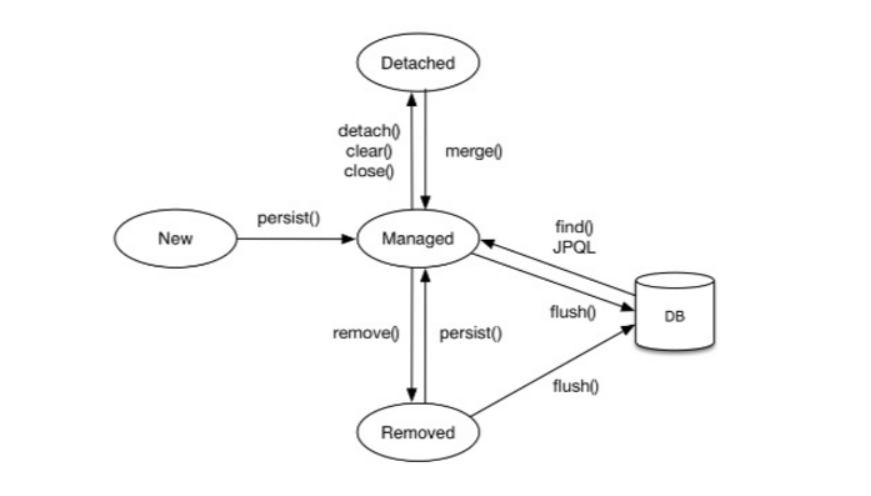 Detached
detach()
clear()
close()
merge()
persist()
New
Managed
find()
JPQL
flush()
DB
remove()
persist()
flush()
Removed